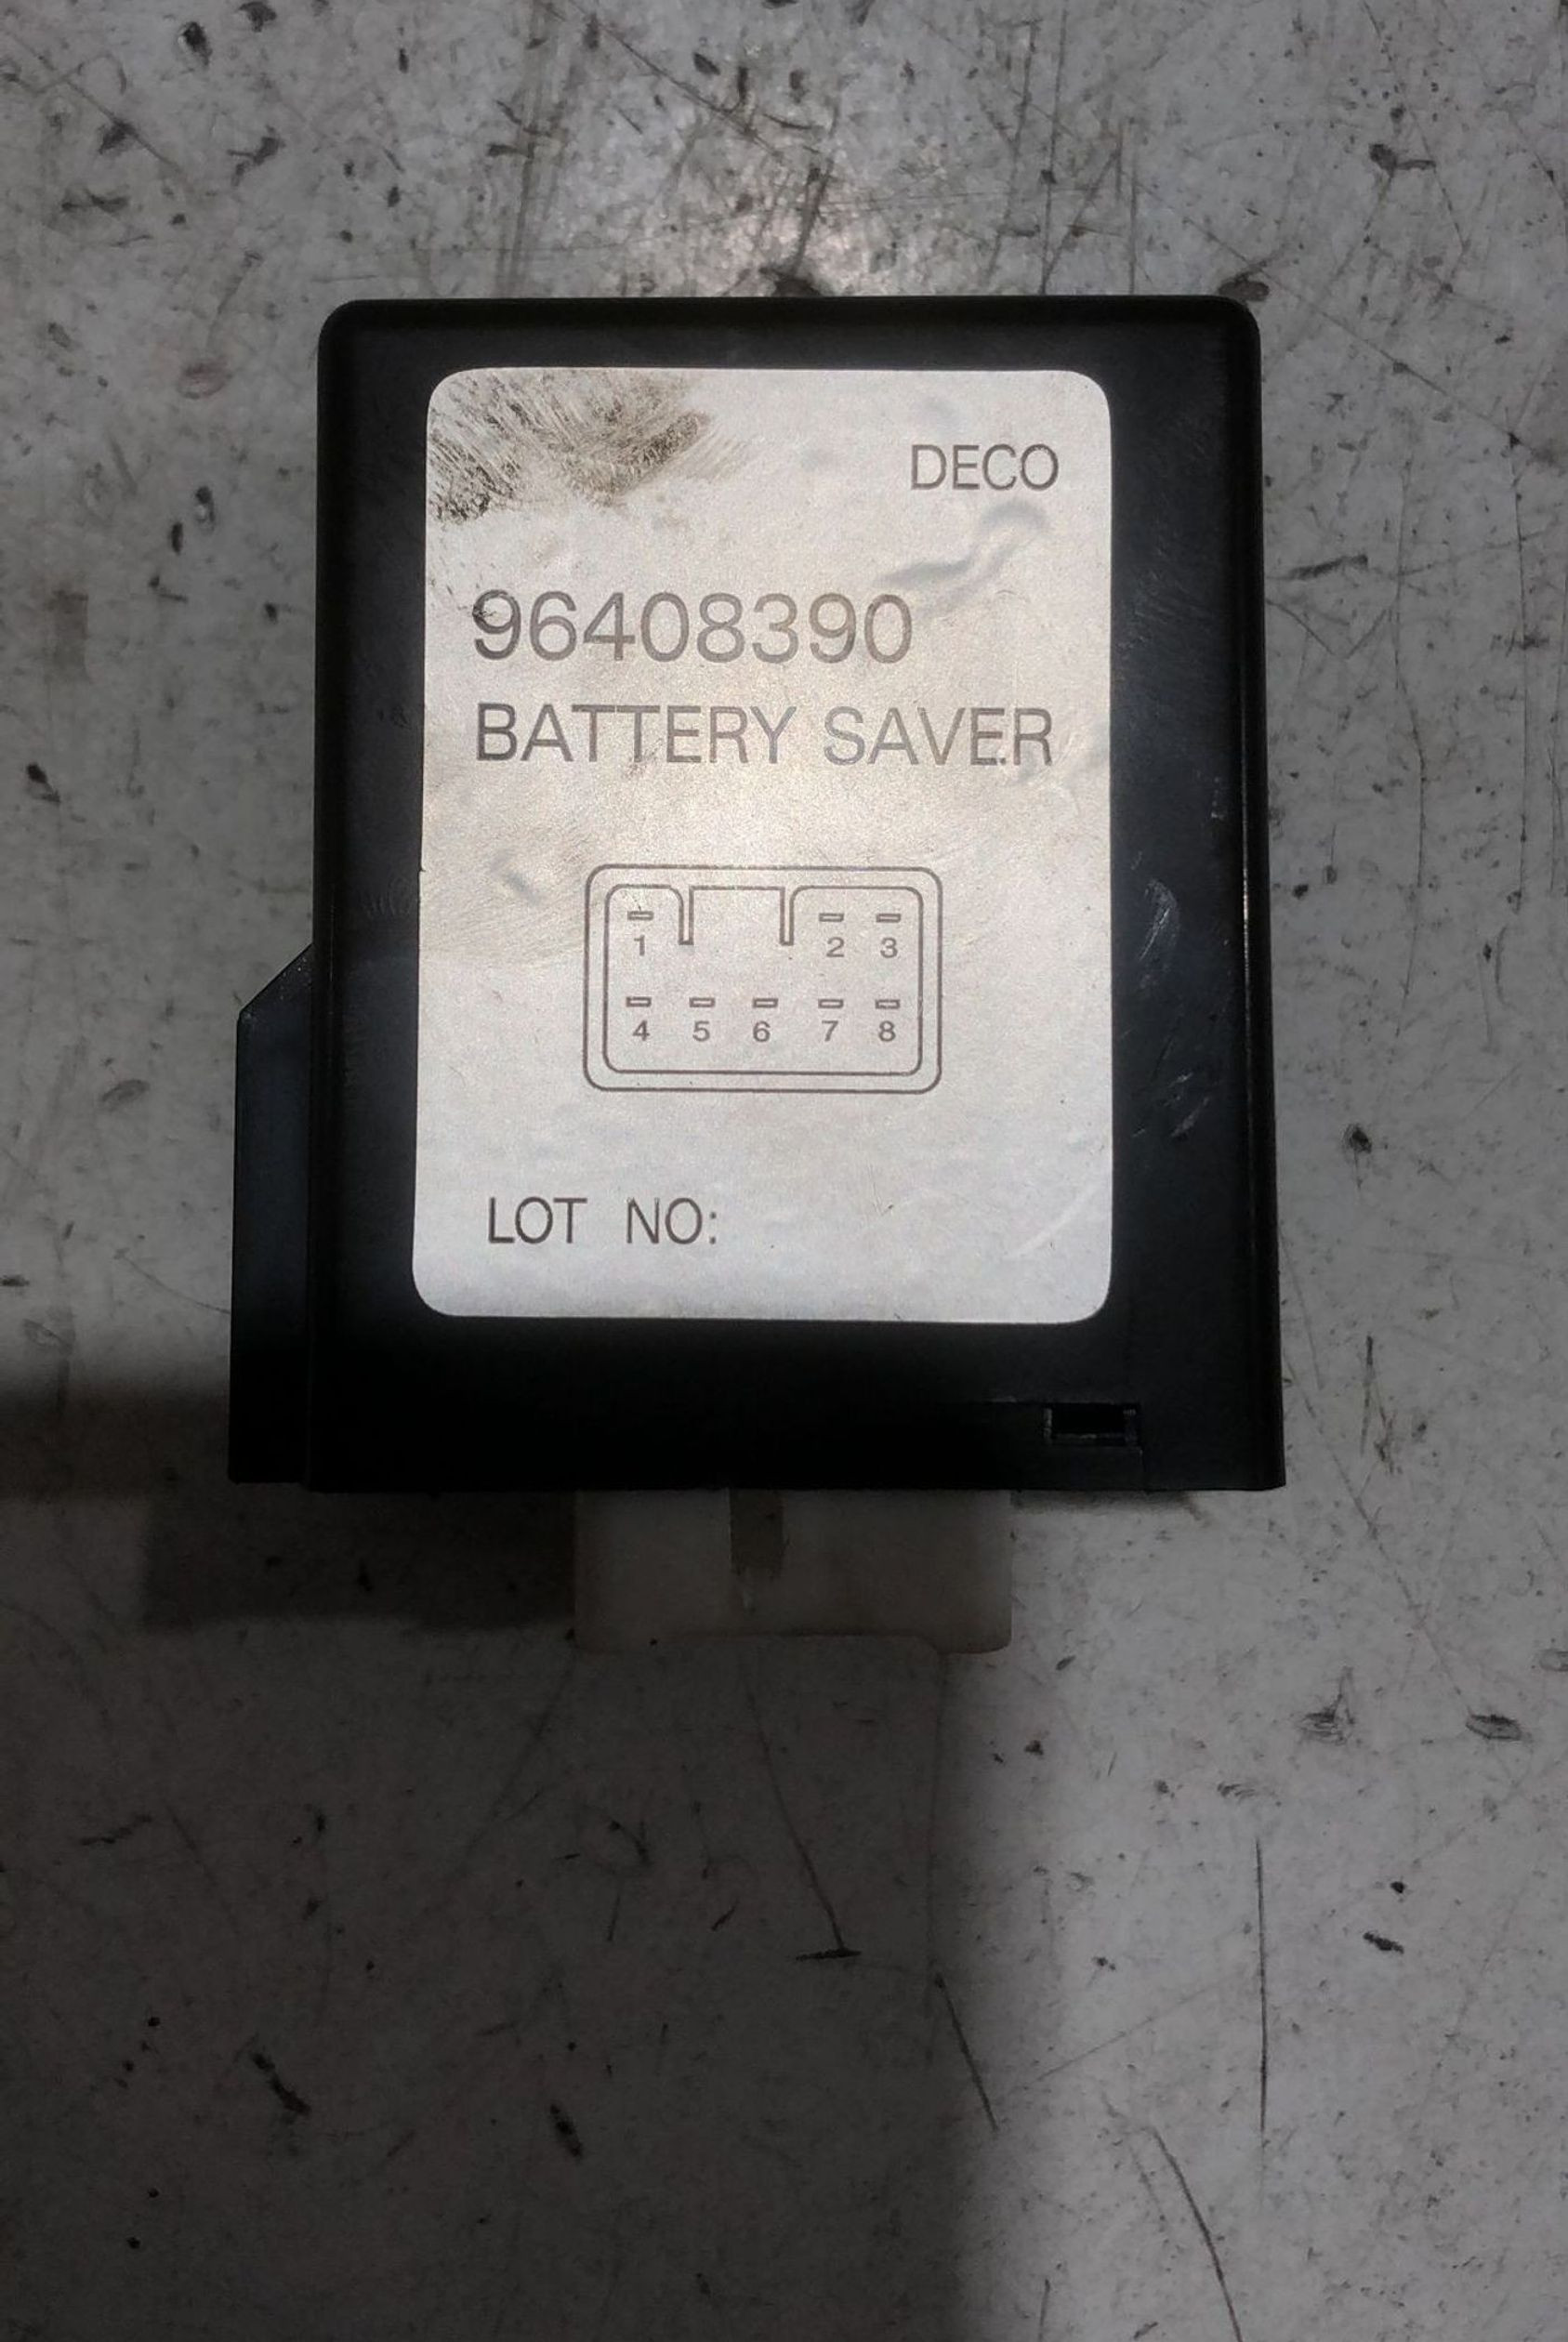 DECO
96408390
BATTERY SAVER
1 2 3
4 5 6 7 8
LOT NO: